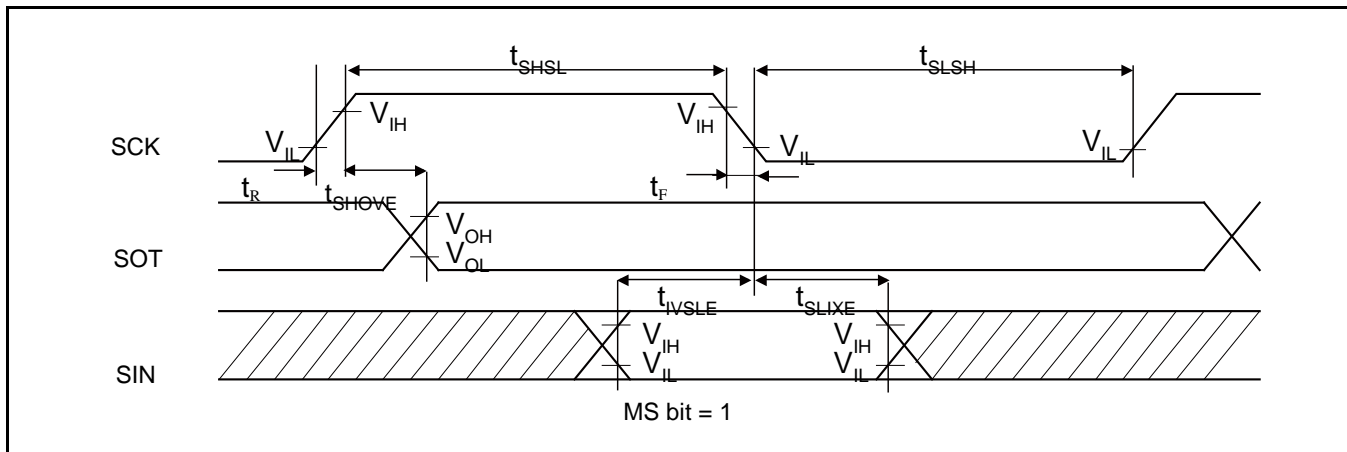 tSHSL tSLSH
VIH VIH
SCK VIL VIL VIL
tR tSHOVE tF
VOH
SOT VOL
tIVSLE tSLIXE
VIH VIH
SIN VIL VIL
MS bit = 1